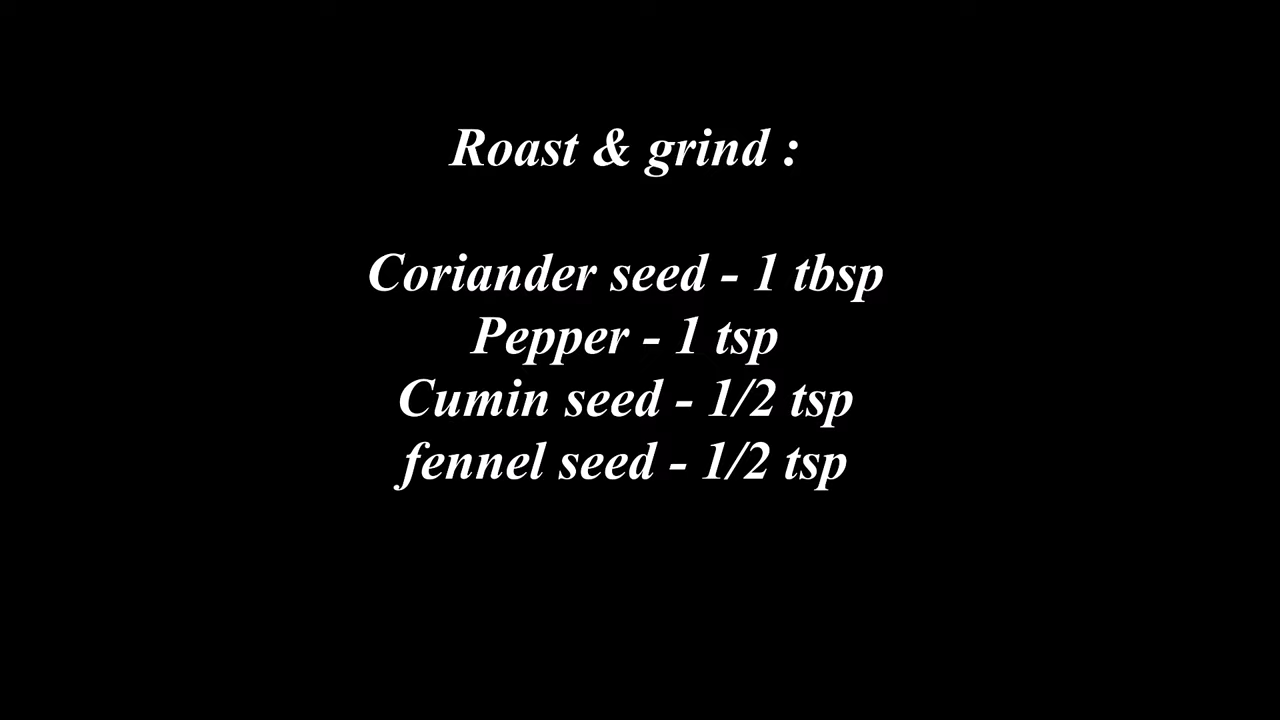 Roast & grind :
Coriander seed - 1 tbsp
Pepper - 1 tsp
Cumin seed - 1/2 tsp
fennel seed - 1/2 tsp